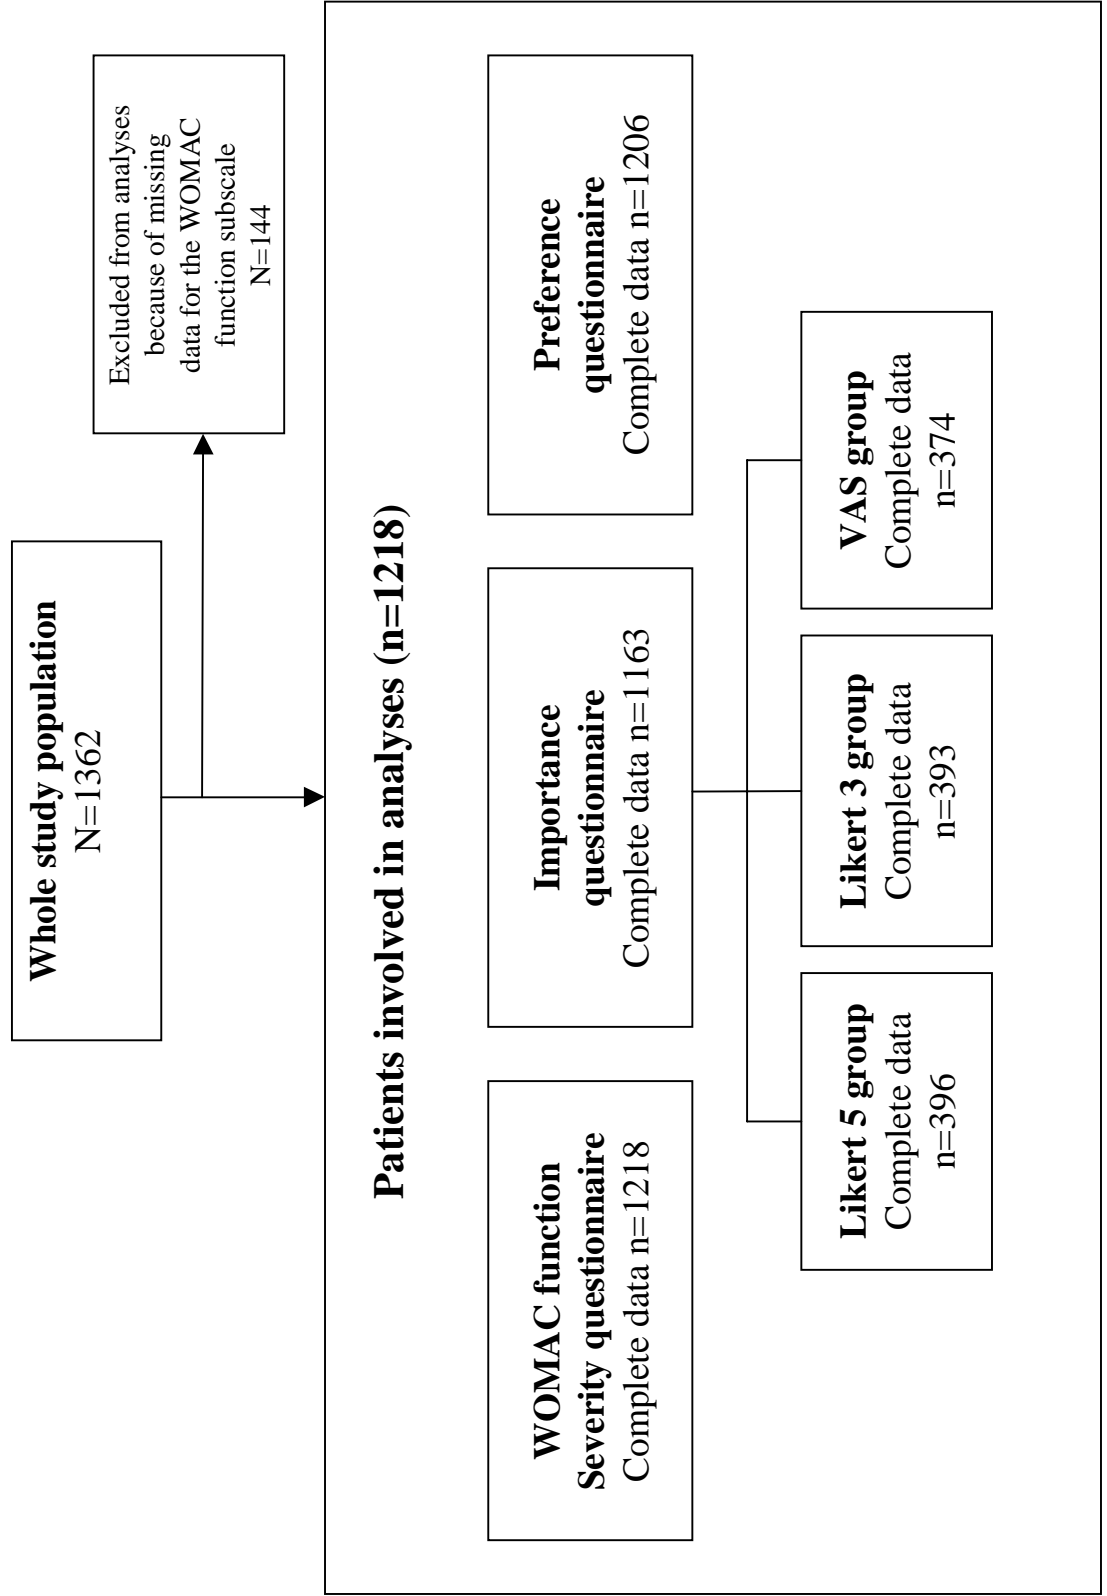 Whole study population
N=1362
Excluded from analyses
because of missing
data for the WOMAC
function subscale
N=144
Patients involved in analyses (n=1218)
WOMAC function
Severity questionnaire
Complete data n=1218
Importance
questionnaire
Complete data n=1163
Preference
questionnaire
Complete data n=1206
Likert 5 group
Complete data
n=396
Likert 3 group
Complete data
n=393
VAS group
Complete data
n=374